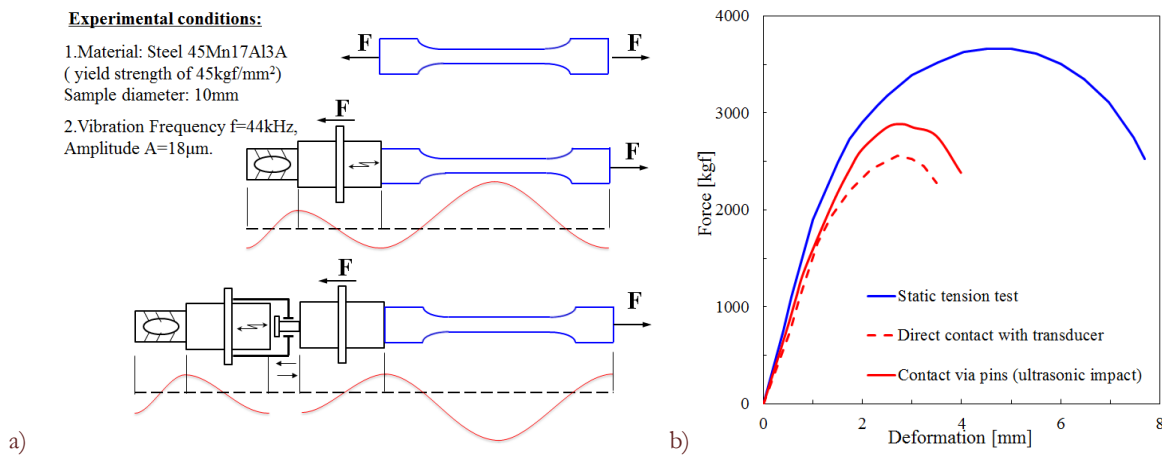 Experimental conditions:
1.Material: Steel 45Mn17Al3A
( yield strength of 45kgf/mm²)
Sample diameter: 10mm
2.Vibration Frequency f=44kHz,
Amplitude A=18μm.
F
F
F
F
F
F
a)
Force [kgf]
4000
3000
2000
1000
0
Static tension test
Direct contact with transducer
Contact via pins (ultrasonic impact)
0 2 4 6 8
Deformation [mm]
b)